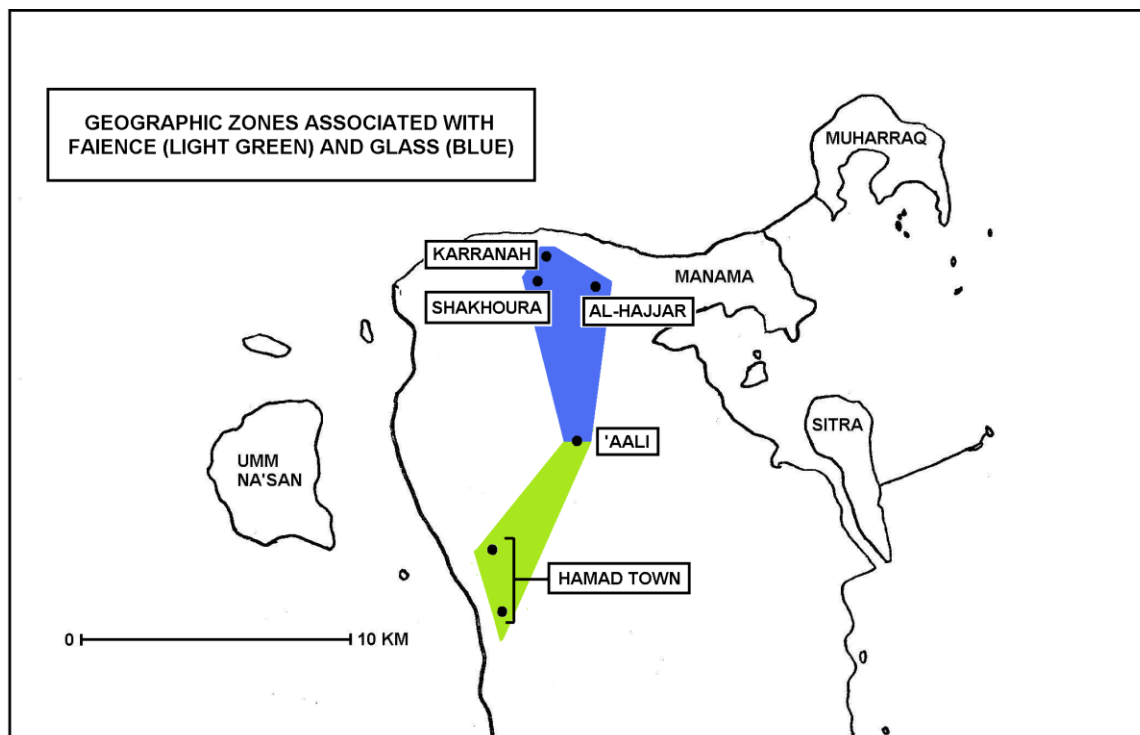 GEOGRAPHIC ZONES ASSOCIATED WITH
FAIENCE (LIGHT GREEN) AND GLASS (BLUE)
MUHARRAQ
KARRANAH
MANAMA
SHAKHOURA
AL-HAJJAR
SITRA
'AALI
UMM
NA'SAN
HAMAD TOWN
0
10 KM